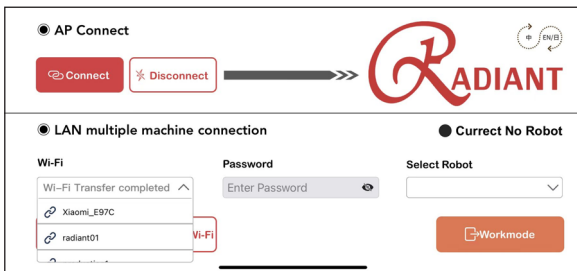 AP Connect
中 EN/日
Connect Disconnect
RADIANT
LAN multiple machine connection
Currect No Robot
Wi-Fi Password Select Robot
Wi-Fi Transfer completed Enter Password
Xiaomi_E97C
radiant01
Wi-Fi
Workmode